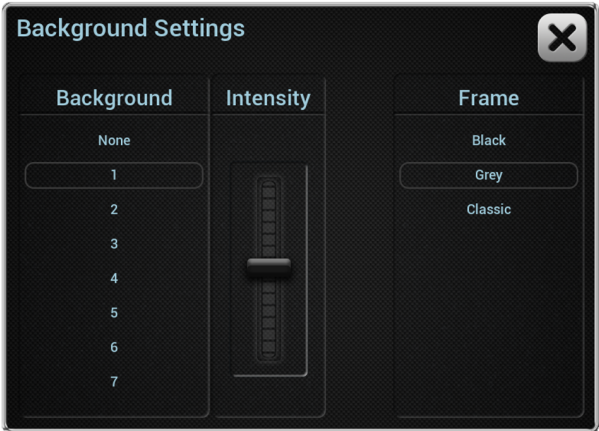 Background Settings
Background
Intensity
Frame
None
Black
1
Grey
2
Classic
3
4
5
6
7